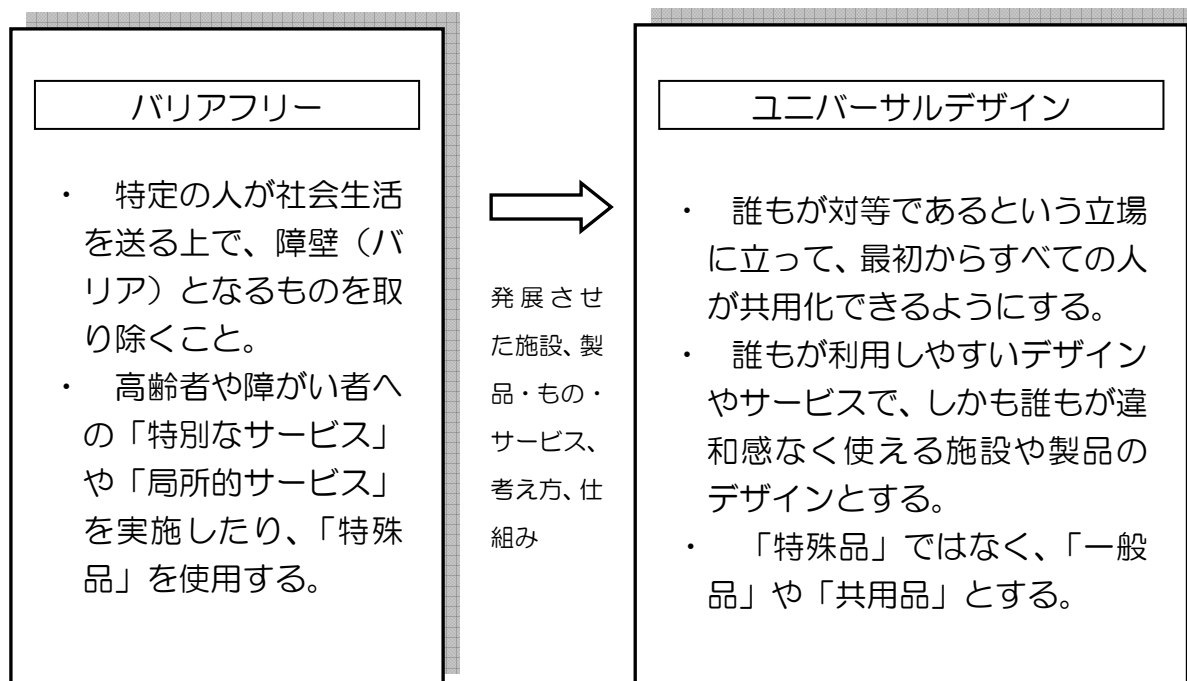 バリアフリー
・　特定の人が社会生活
を送る上で、障壁（バ
リア）となるものを取
り除くこと。
・　高齢者や障がい者へ
の「特別なサービス」
や「局所的サービス」
を実施したり、「特殊
品」を使用する。
発展させ
た施設、製
品・もの・
サービス、
考え方、仕
組み
ユニバーサルデザイン
・　誰もが対等であるという立場
に立って、最初からすべての人
が共用化できるようにする。
・　誰もが利用しやすいデザイン
やサービスで、しかも誰もが違
和感なく使える施設や製品の
デザインとする。
・　「特殊品」ではなく、「一般
品」や「共用品」とする。